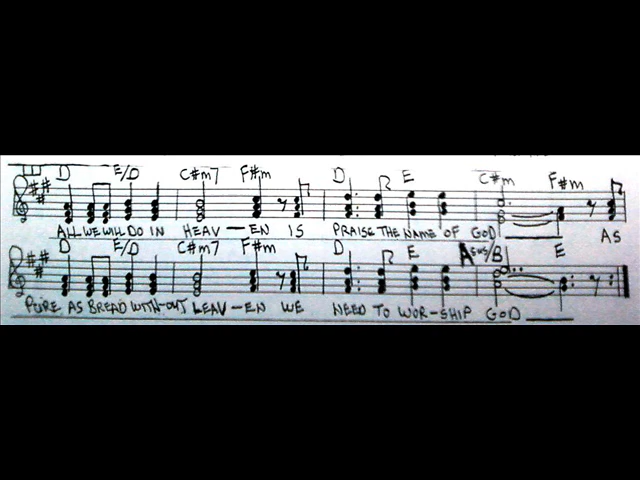 D E/D C#m7 F#m D E C#m F#m
ALL WE WILL DO IN HEAV—EN IS PRAISE THE NAME OF GOD AS
D E/D C#m7 F#m D E Asus/B E
PURE AS BREAD WITH-OUT LEAV-EN WE NEED TO WOR-SHIP GOD